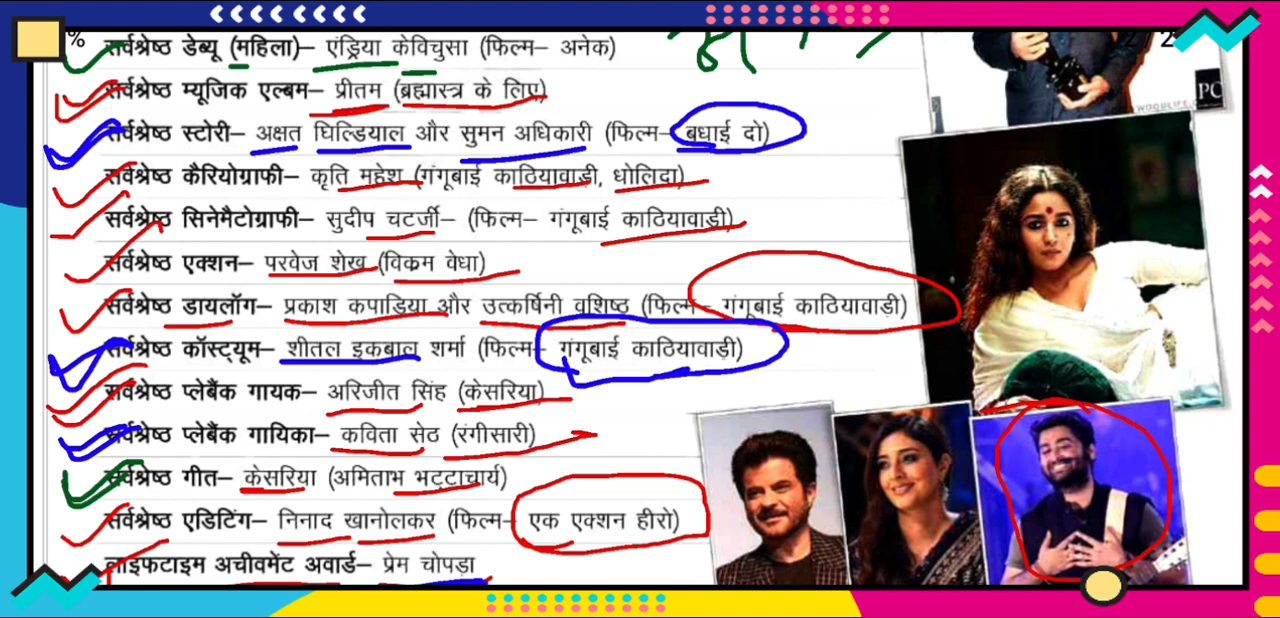 %
2 2
सर्वश्रेष्ठ डेब्यू (महिला)– एंड्रिया केविचुसा (फिल्म– अनेक)
सर्वश्रेष्ठ म्यूजिक एल्बम– प्रीतम (ब्रह्मास्त्र के लिए)
सर्वश्रेष्ठ स्टोरी– अक्षत घिल्डियाल और सुमन अधिकारी (फिल्म– बधाई दो)
सर्वश्रेष्ठ कैरियोग्राफी– कृति महेश (गंगूबाई काठियावाडी, धोलिदा)
सर्वश्रेष्ठ सिनेमैटोग्राफी– सुदीप चटर्जी– (फिल्म– गंगूबाई काठियावाडी)
सर्वश्रेष्ठ एक्शन– परवेज शेख (विक्रम वेधा)
सर्वश्रेष्ठ डायलॉग– प्रकाश कपाडिया और उत्कर्षिनी वशिष्ठ (फिल्म– गंगूबाई काठियावाड़ी)
सर्वश्रेष्ठ कॉस्ट्यूम– शीतल इकबाल शर्मा (फिल्म– गंगूबाई काठियावाड़ी)
सर्वश्रेष्ठ प्लेबैंक गायक– अरिजीत सिंह (केसरिया)
सर्वश्रेष्ठ प्लेबैंक गायिका– कविता सेठ (रंगीसारी)
सर्वश्रेष्ठ गीत– केसरिया (अमिताभ भट्टाचार्य)
सर्वश्रेष्ठ एडिटिंग– निनाद खानोलकर (फिल्म– एक एक्शन हीरो)
लाइफटाइम अचीवमेंट अवार्ड– प्रेम चोपड़ा
PC